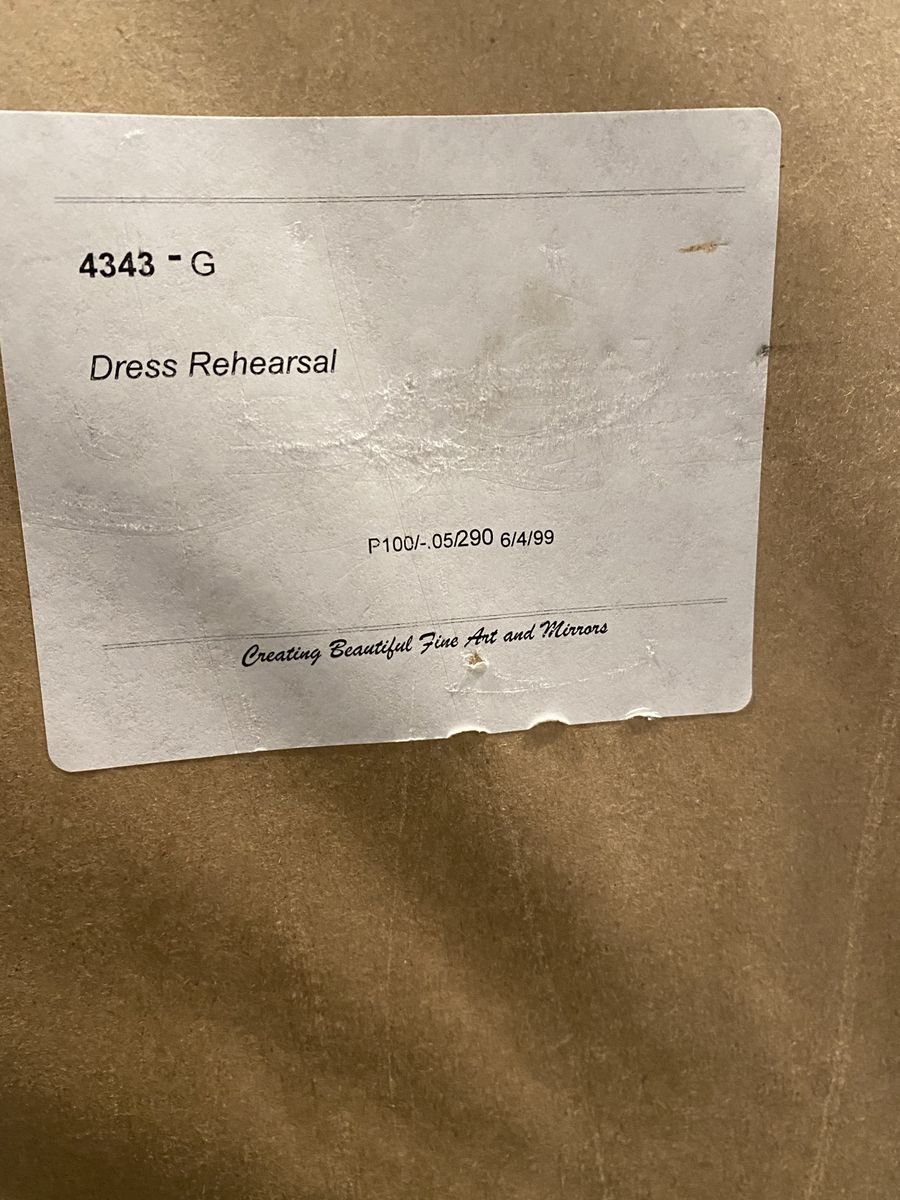 4343 - G
Dress Rehearsal
P100/-.05/290 6/4/99
Creating Beautiful Fine Art and Mirrors